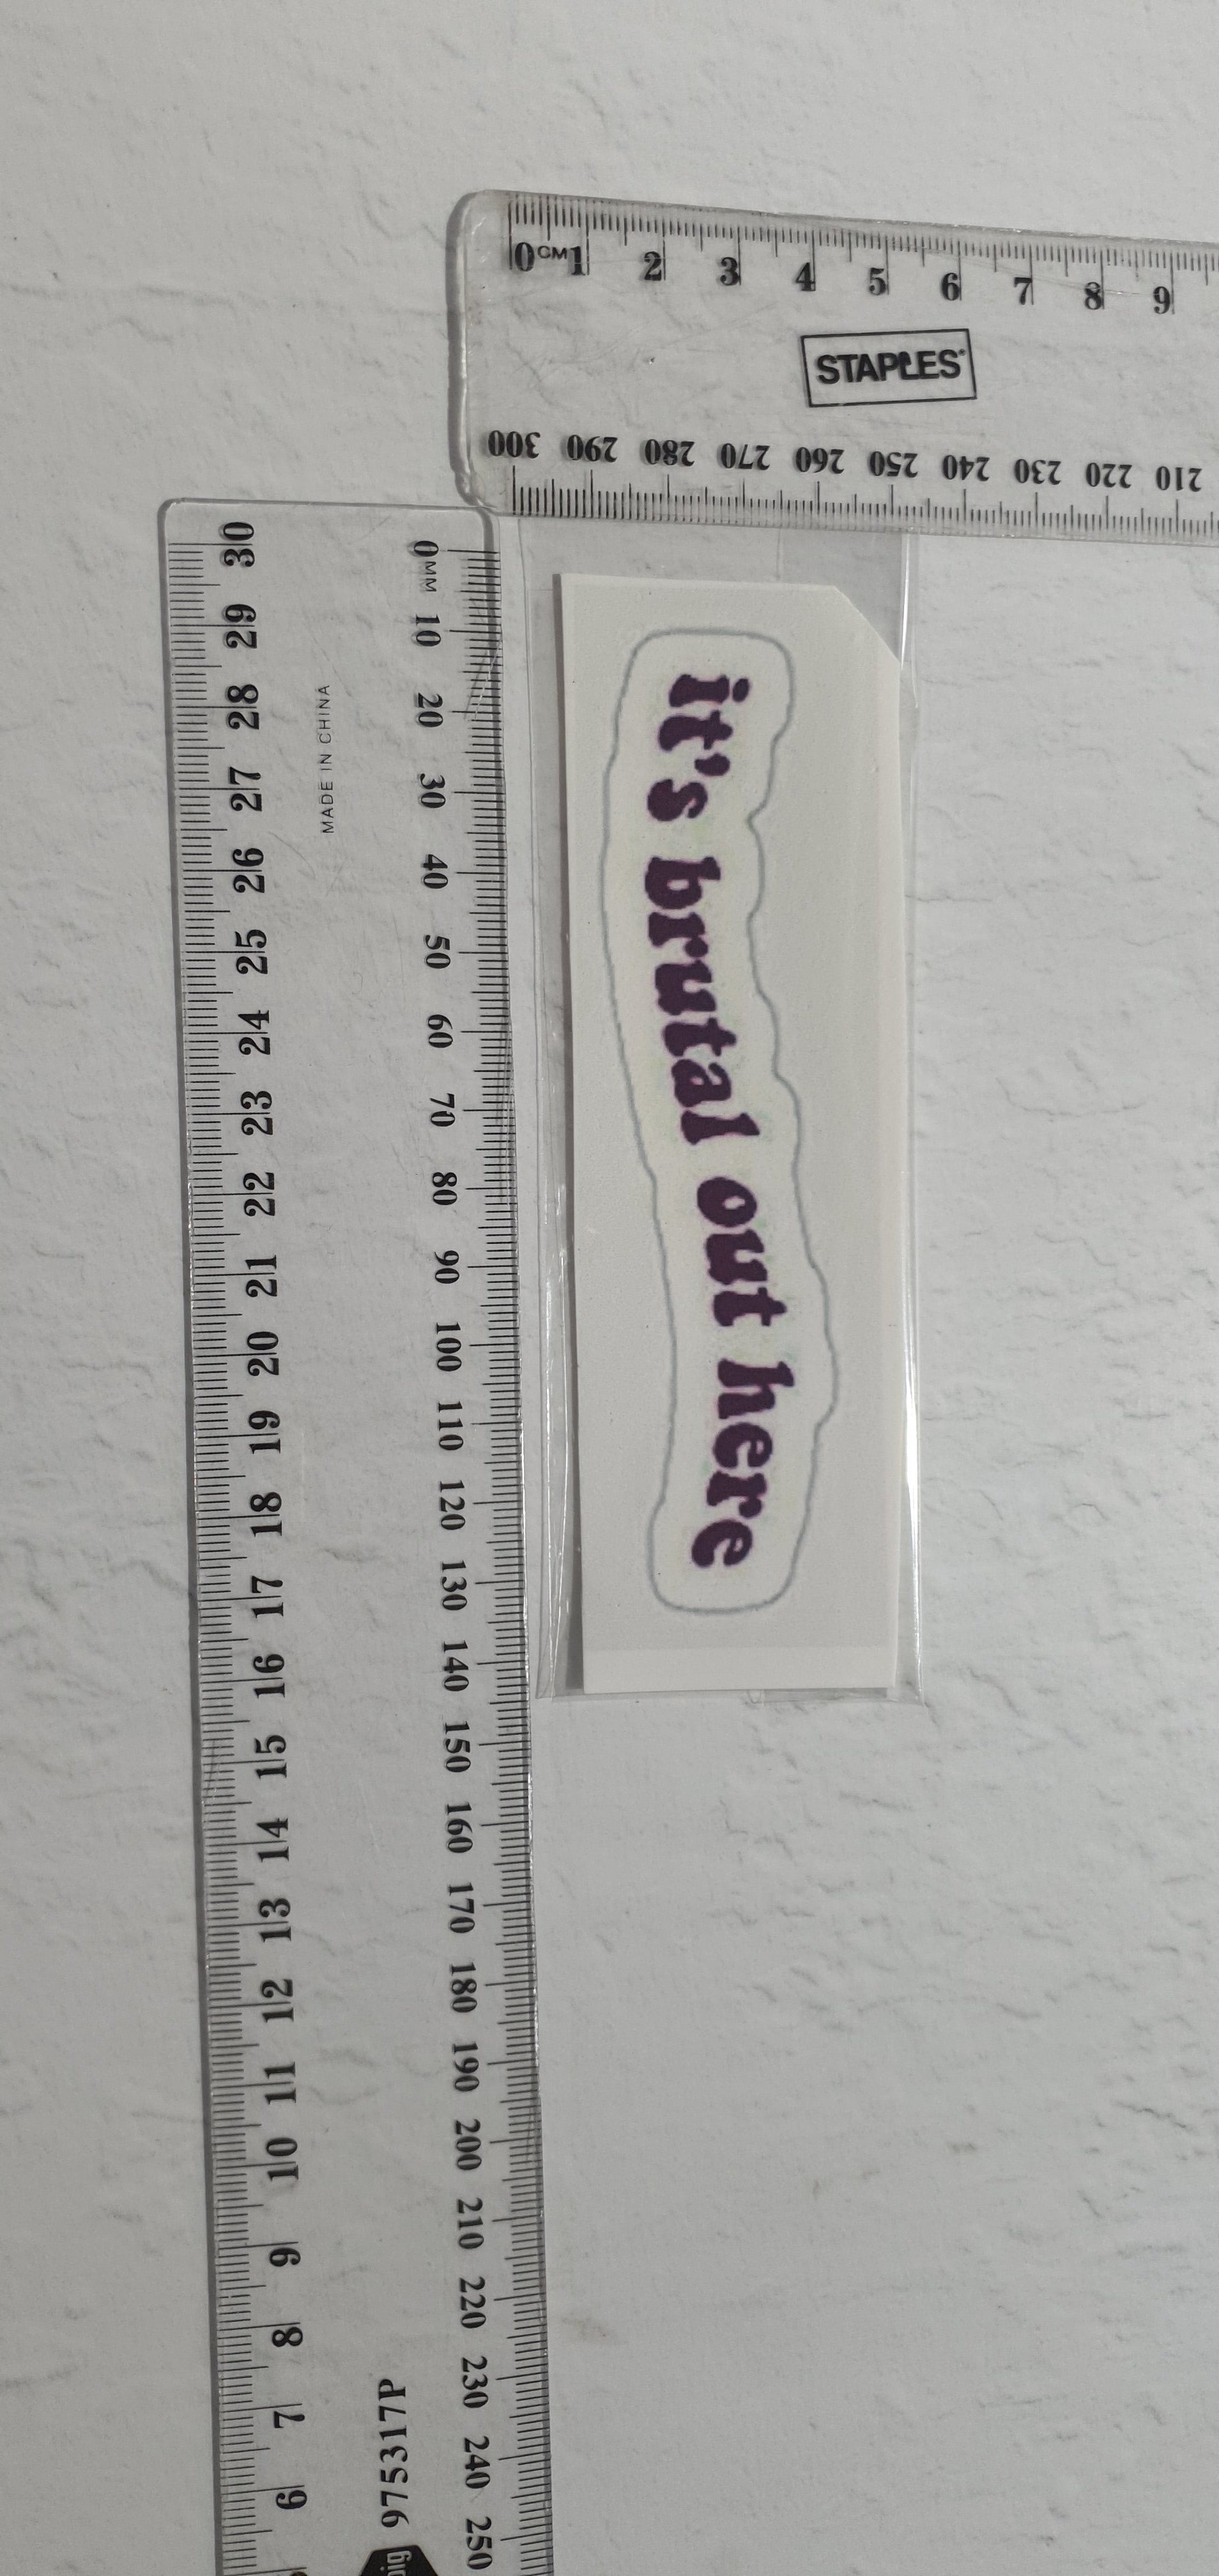 0 CM 1 2 3 4 5 6 7 8 9
STAPLES®
300 290 280 270 260 250 240 230 220 210
30 29 28 27 26 25 24 23 22 21 20 19 18 17 16 15 14 13 12 11 10 9 8 7 6
MADE IN CHINA
975317P
0 MM 10 20 30 40 50 60 70 80 90 100 110 120 130 140 150 160 170 180 190 200 210 220 230 240 250
it's brutal out here